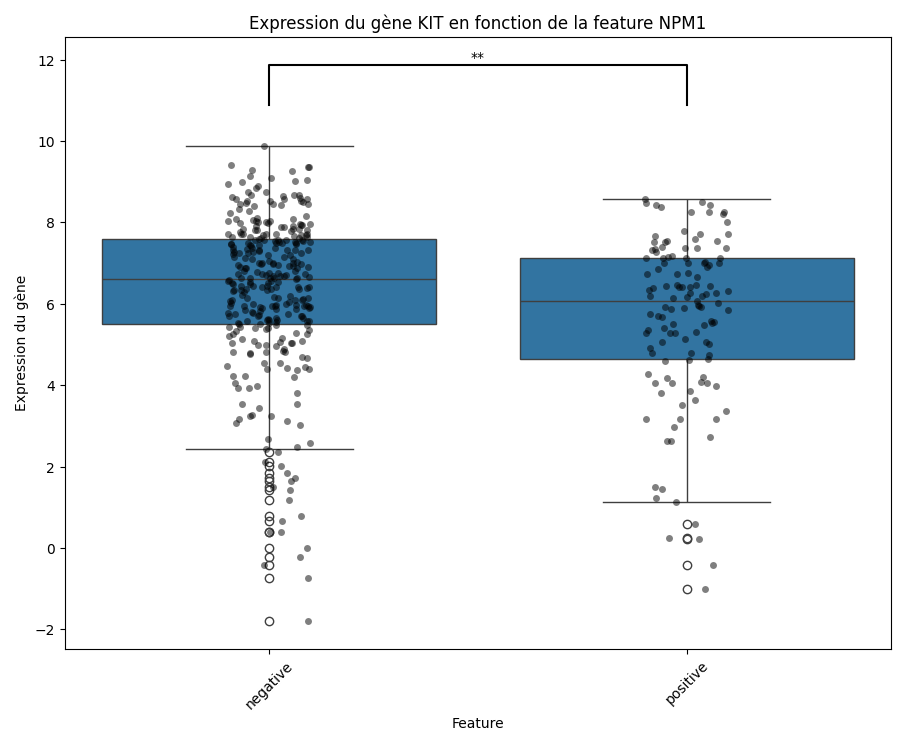 Expression du gène KIT en fonction de la feature NPM1
**
12
10
8
6
4
2
0
−2
Expression du gène
negative
positive
Feature